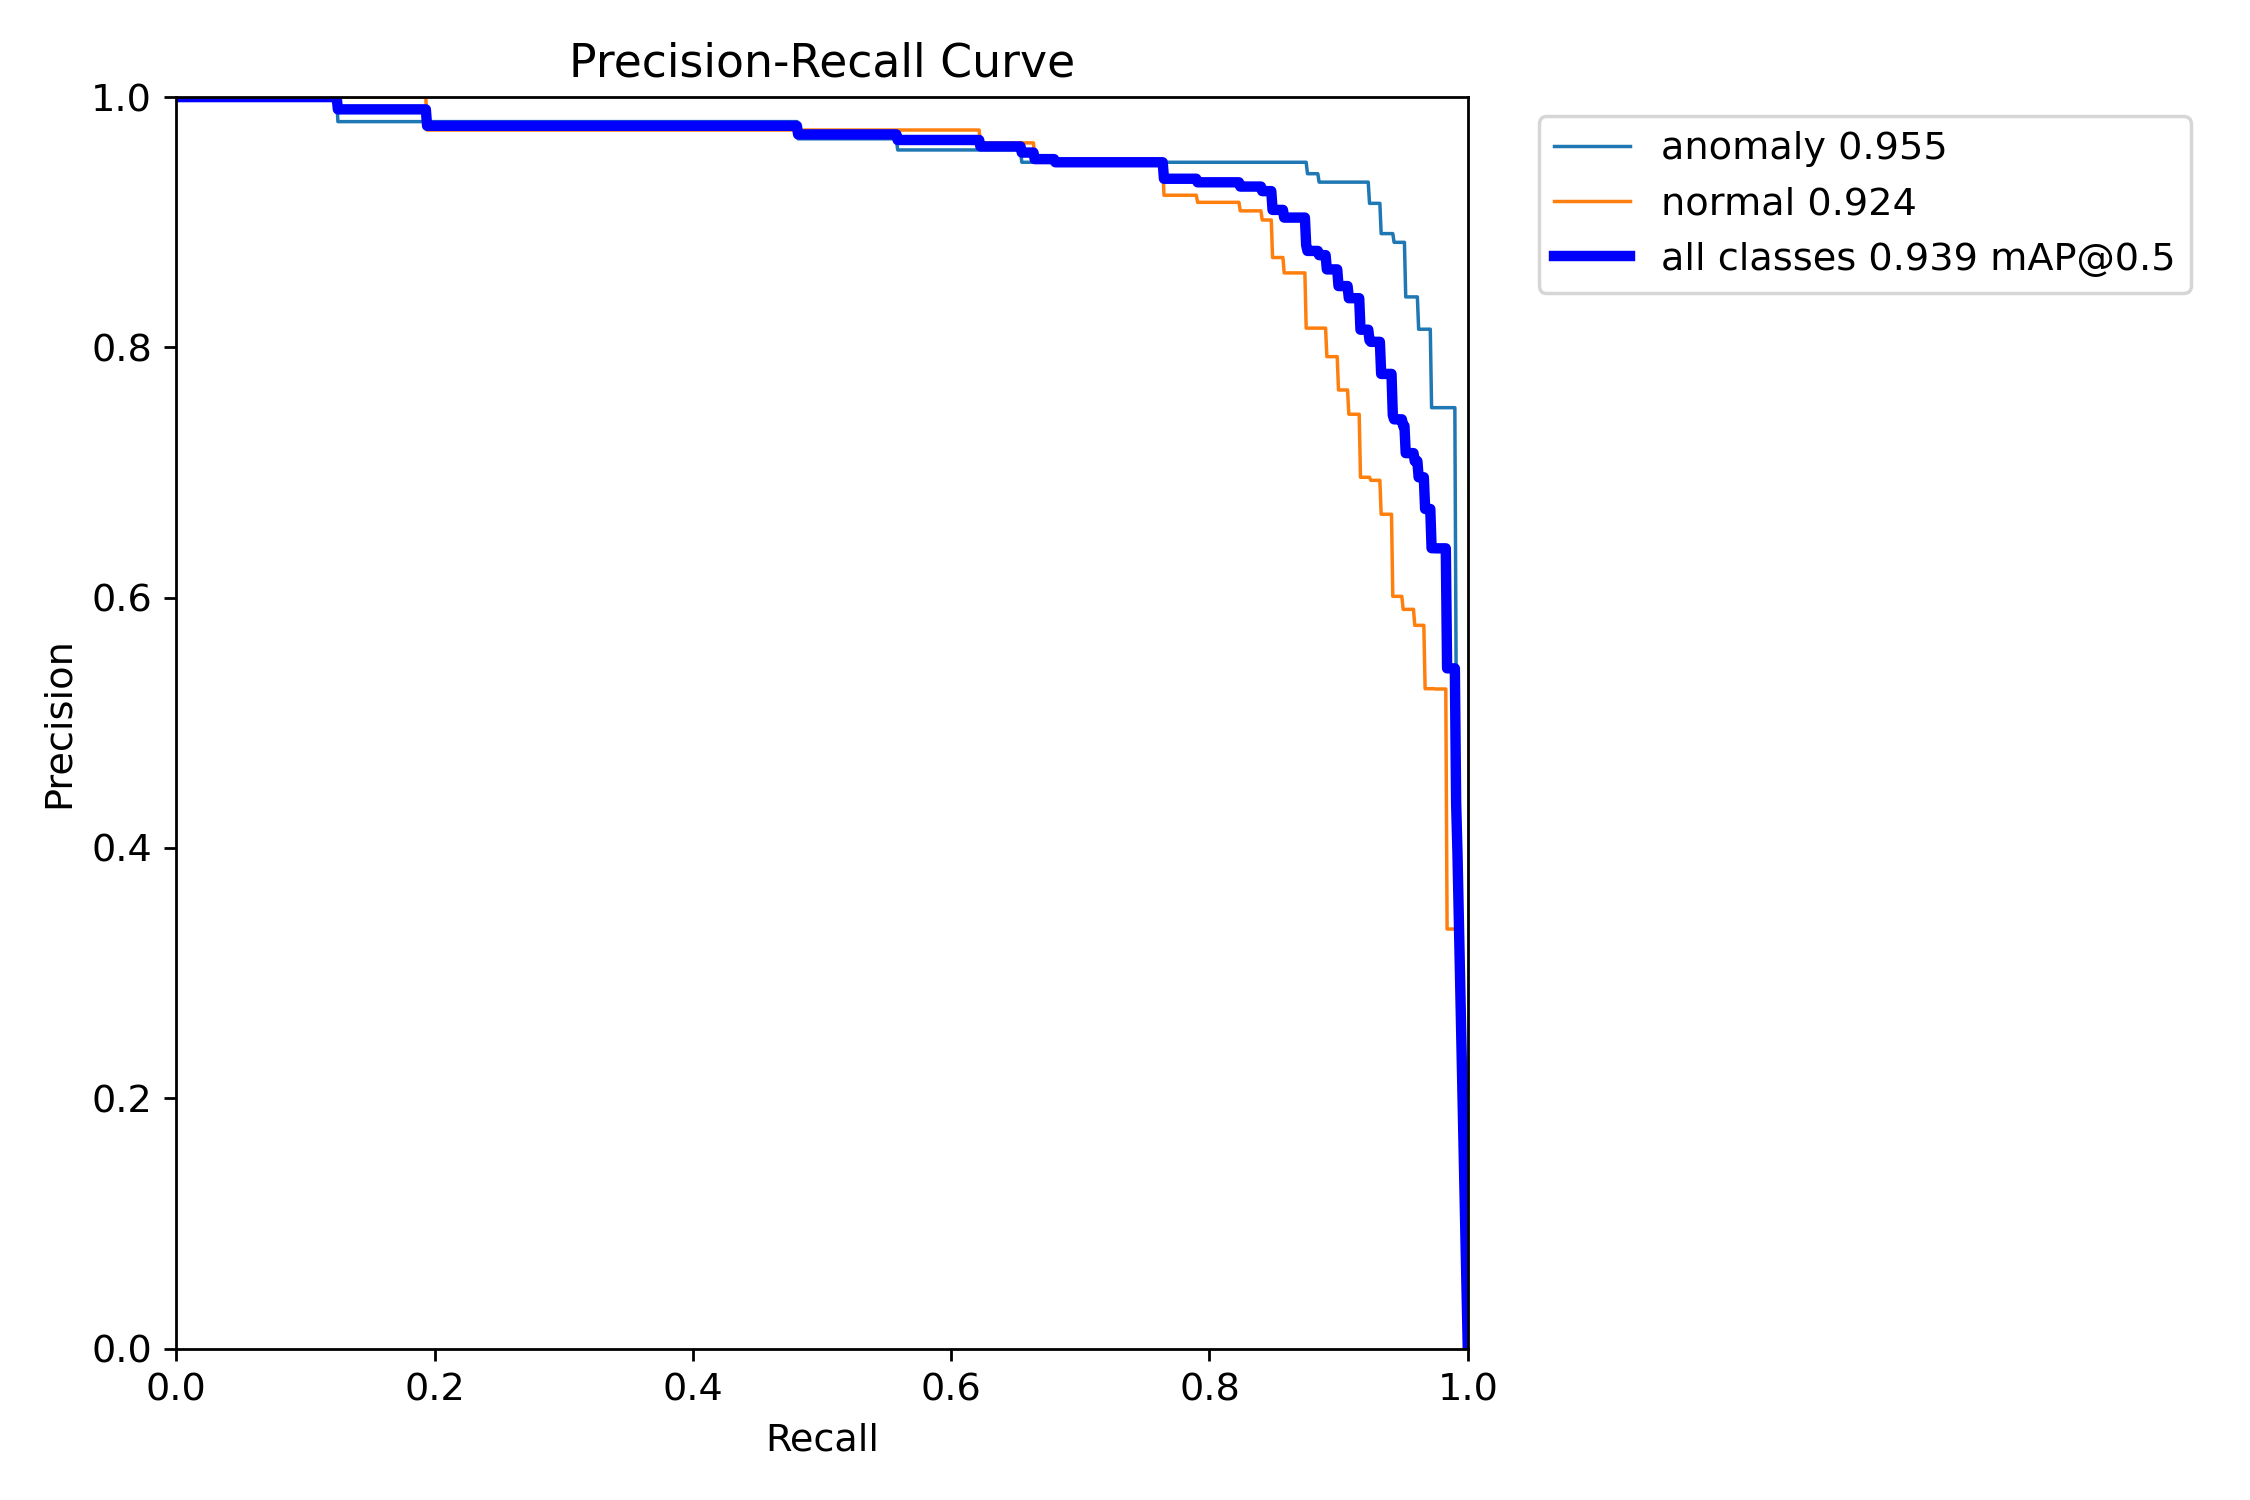 Precision-Recall Curve
1.0
0.8
0.6
0.4
0.2
0.0
Precision
0.0 0.2 0.4 0.6 0.8 1.0
Recall
anomaly 0.955
normal 0.924
all classes 0.939 mAP@0.5